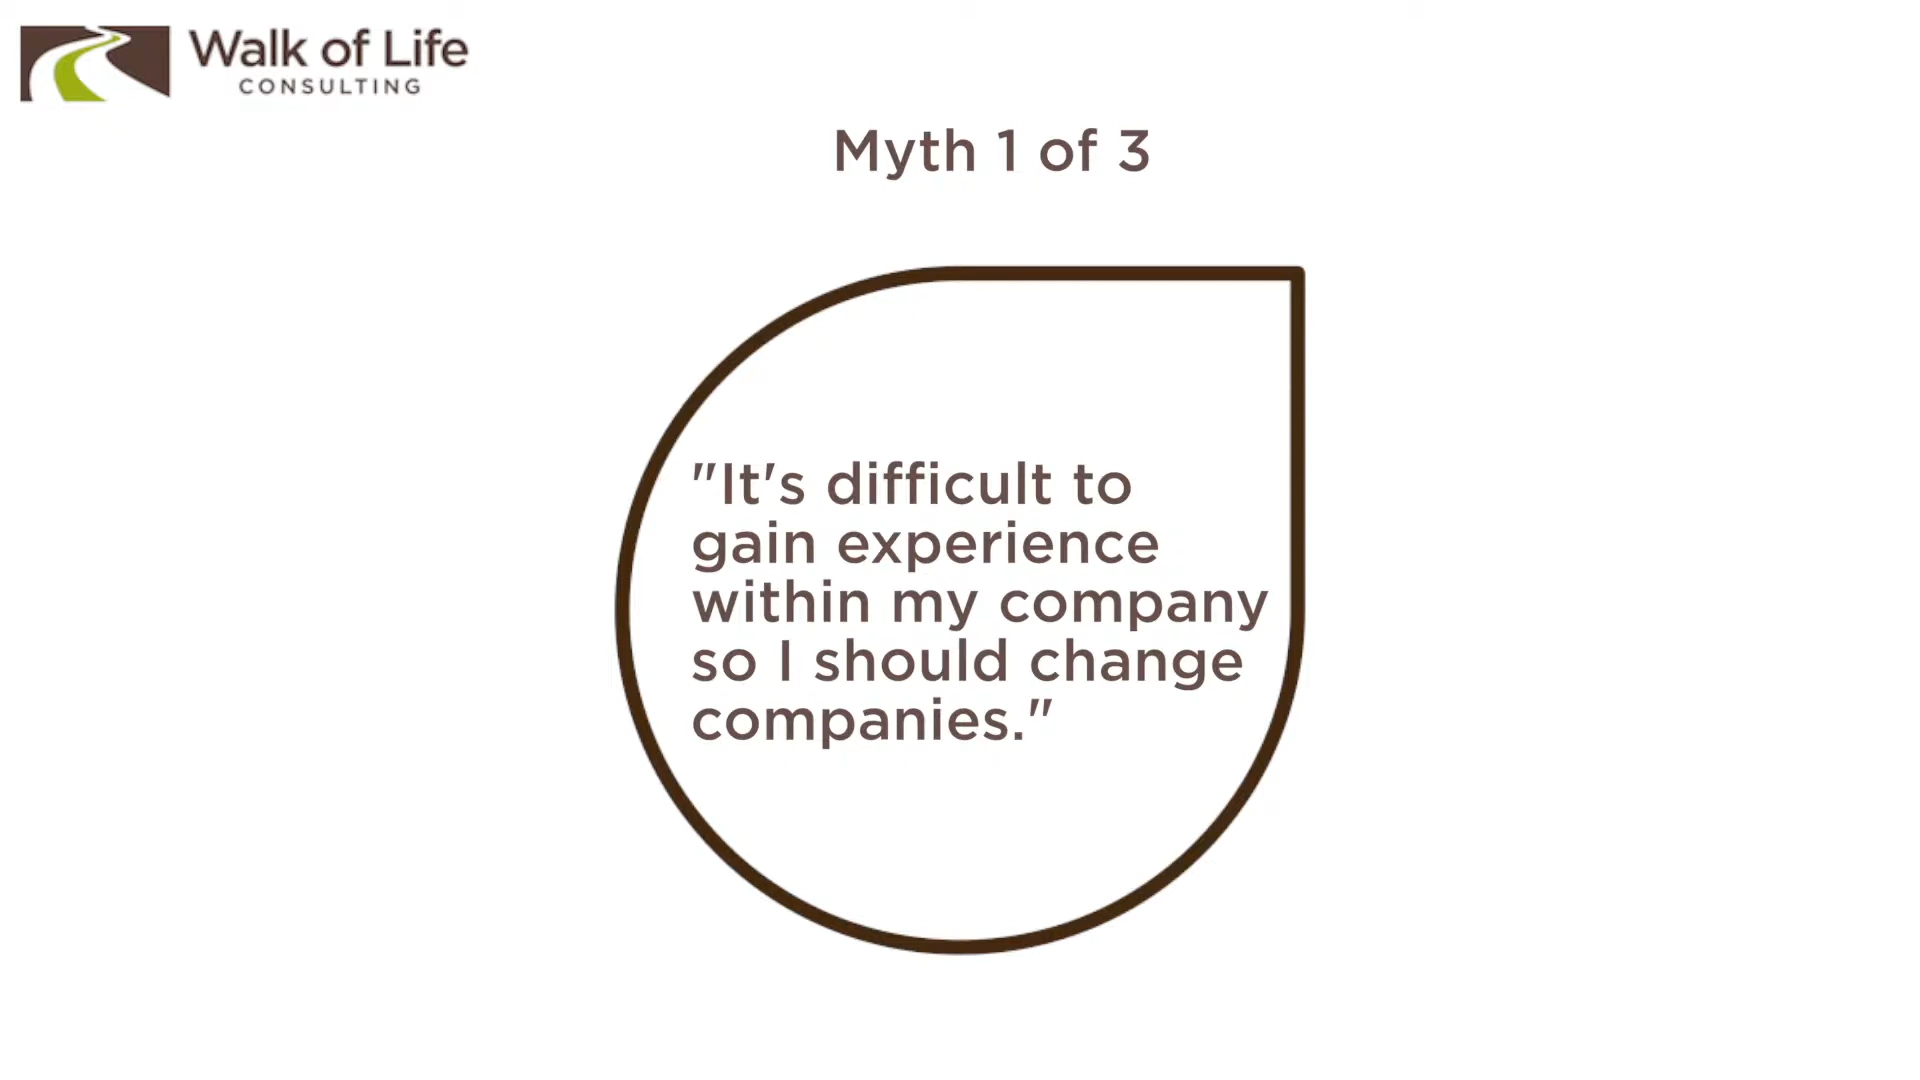 Walk of Life
CONSULTING
Myth 1 of 3
"It's difficult to
gain experience
within my company
so I should change
companies."